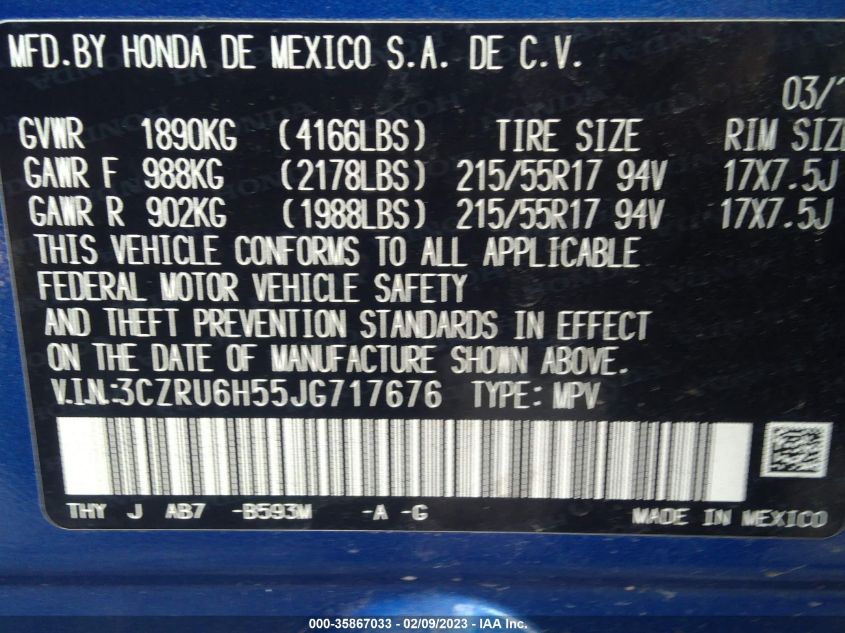 MFD.BY HONDA DE MEXICO S.A. DE C.V.
03/
GVWR 1890KG (4166LBS) TIRE SIZE RIM SIZE
GAWR F 988KG (2178LBS) 215/55R17 94V 17X7.5J
GAWR R 902KG (1988LBS) 215/55R17 94V 17X7.5J
THIS VEHICLE CONFORMS TO ALL APPLICABLE
FEDERAL MOTOR VEHICLE SAFETY
AND THEFT PREVENTION STANDARDS IN EFFECT
ON THE DATE OF MANUFACTURE SHOWN ABOVE.
V.I.N.:3CZRU6H55JG717676 TYPE: MPV
THY J AB7 -B593M -A -G MADE IN MEXICO
000-35867033 - 02/09/2023 - IAA Inc.